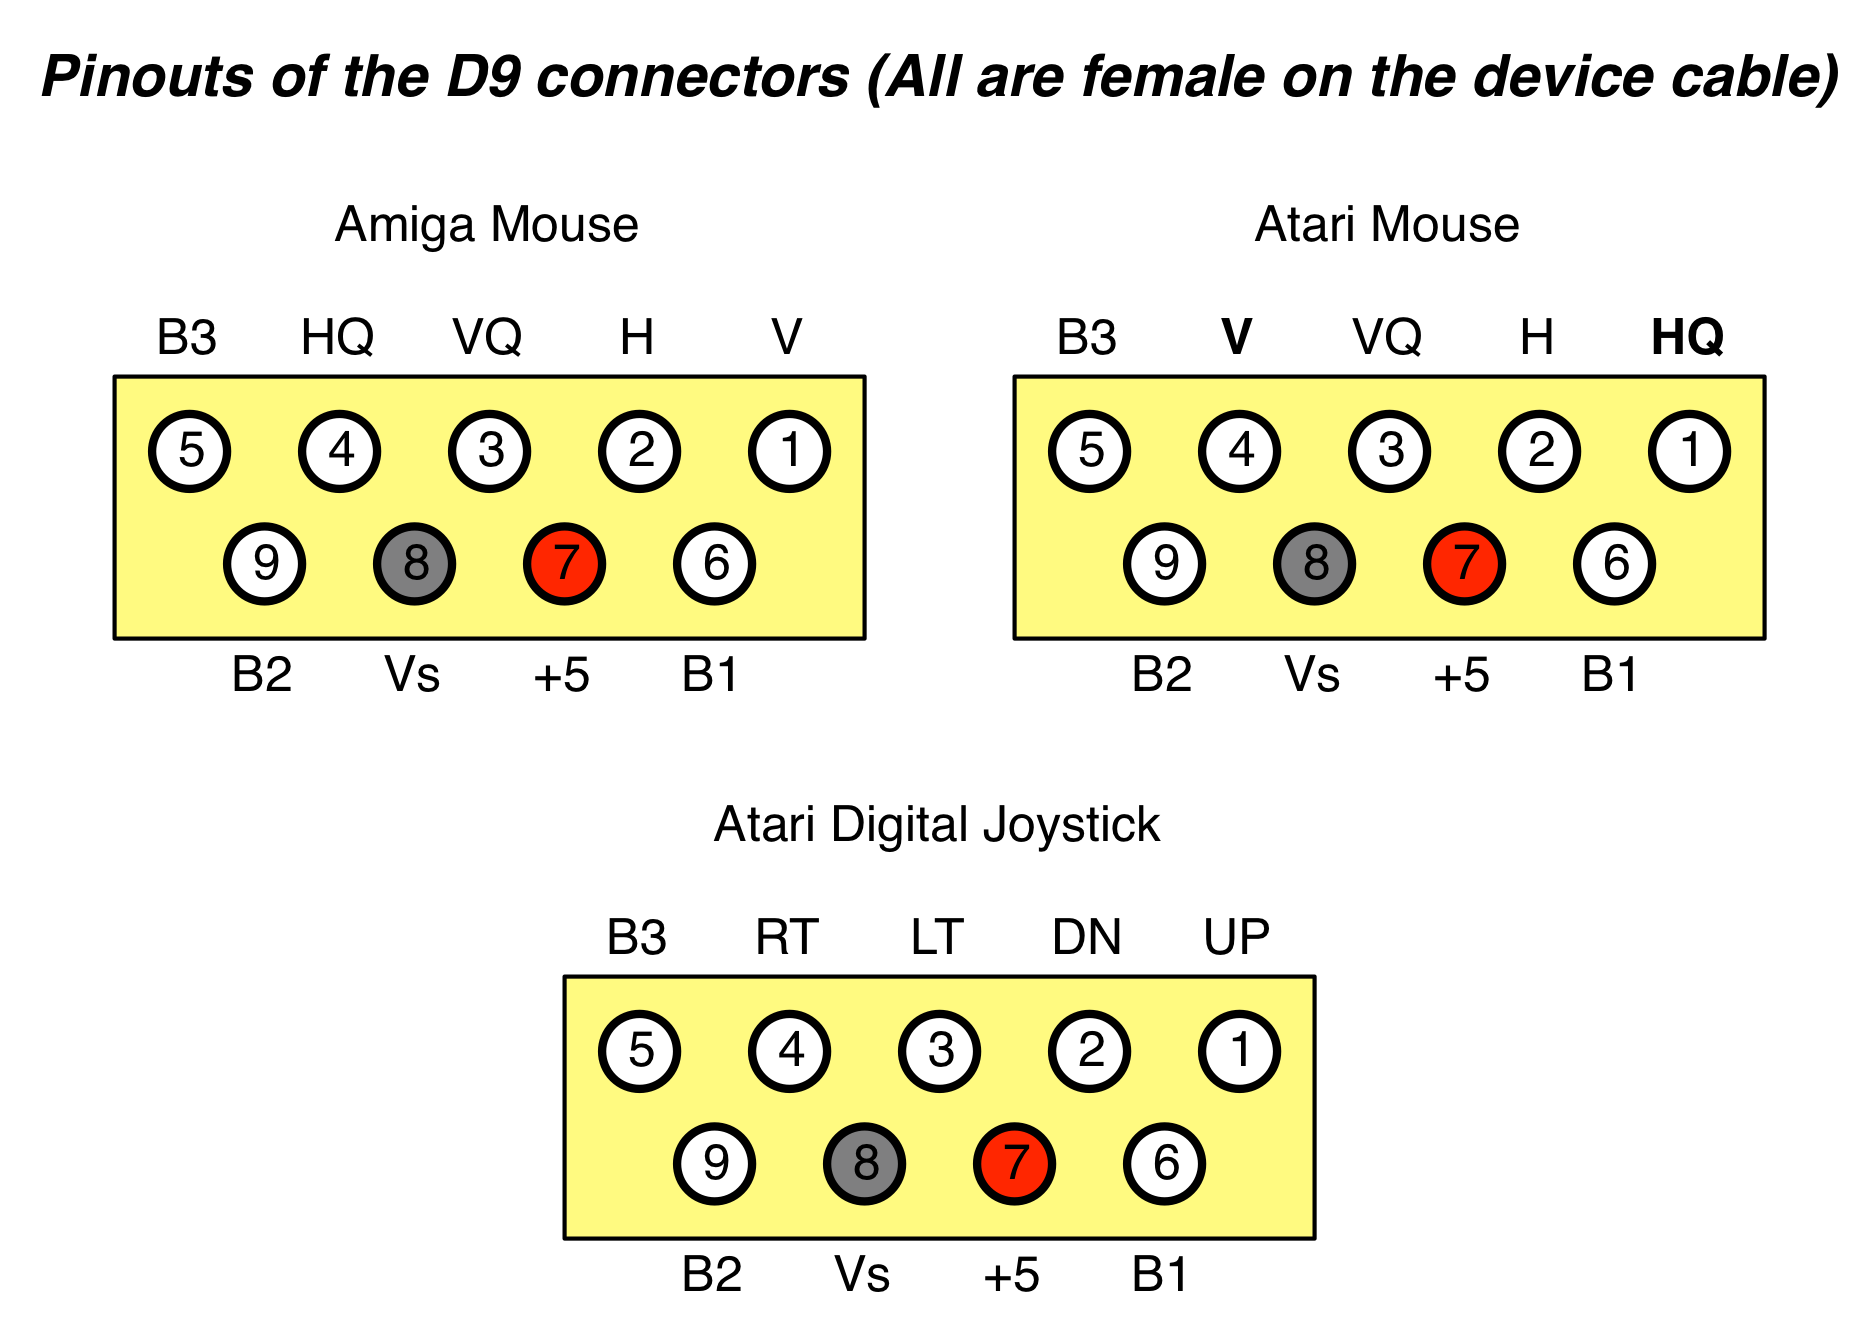 Pinouts of the D9 connectors (All are female on the device cable)
Amiga Mouse
B3 HQ VQ H V
5 4 3 2 1
9 8 7 6
B2 Vs +5 B1
Atari Mouse
B3 V VQ H HQ
5 4 3 2 1
9 8 7 6
B2 Vs +5 B1
Atari Digital Joystick
B3 RT LT DN UP
5 4 3 2 1
9 8 7 6
B2 Vs +5 B1